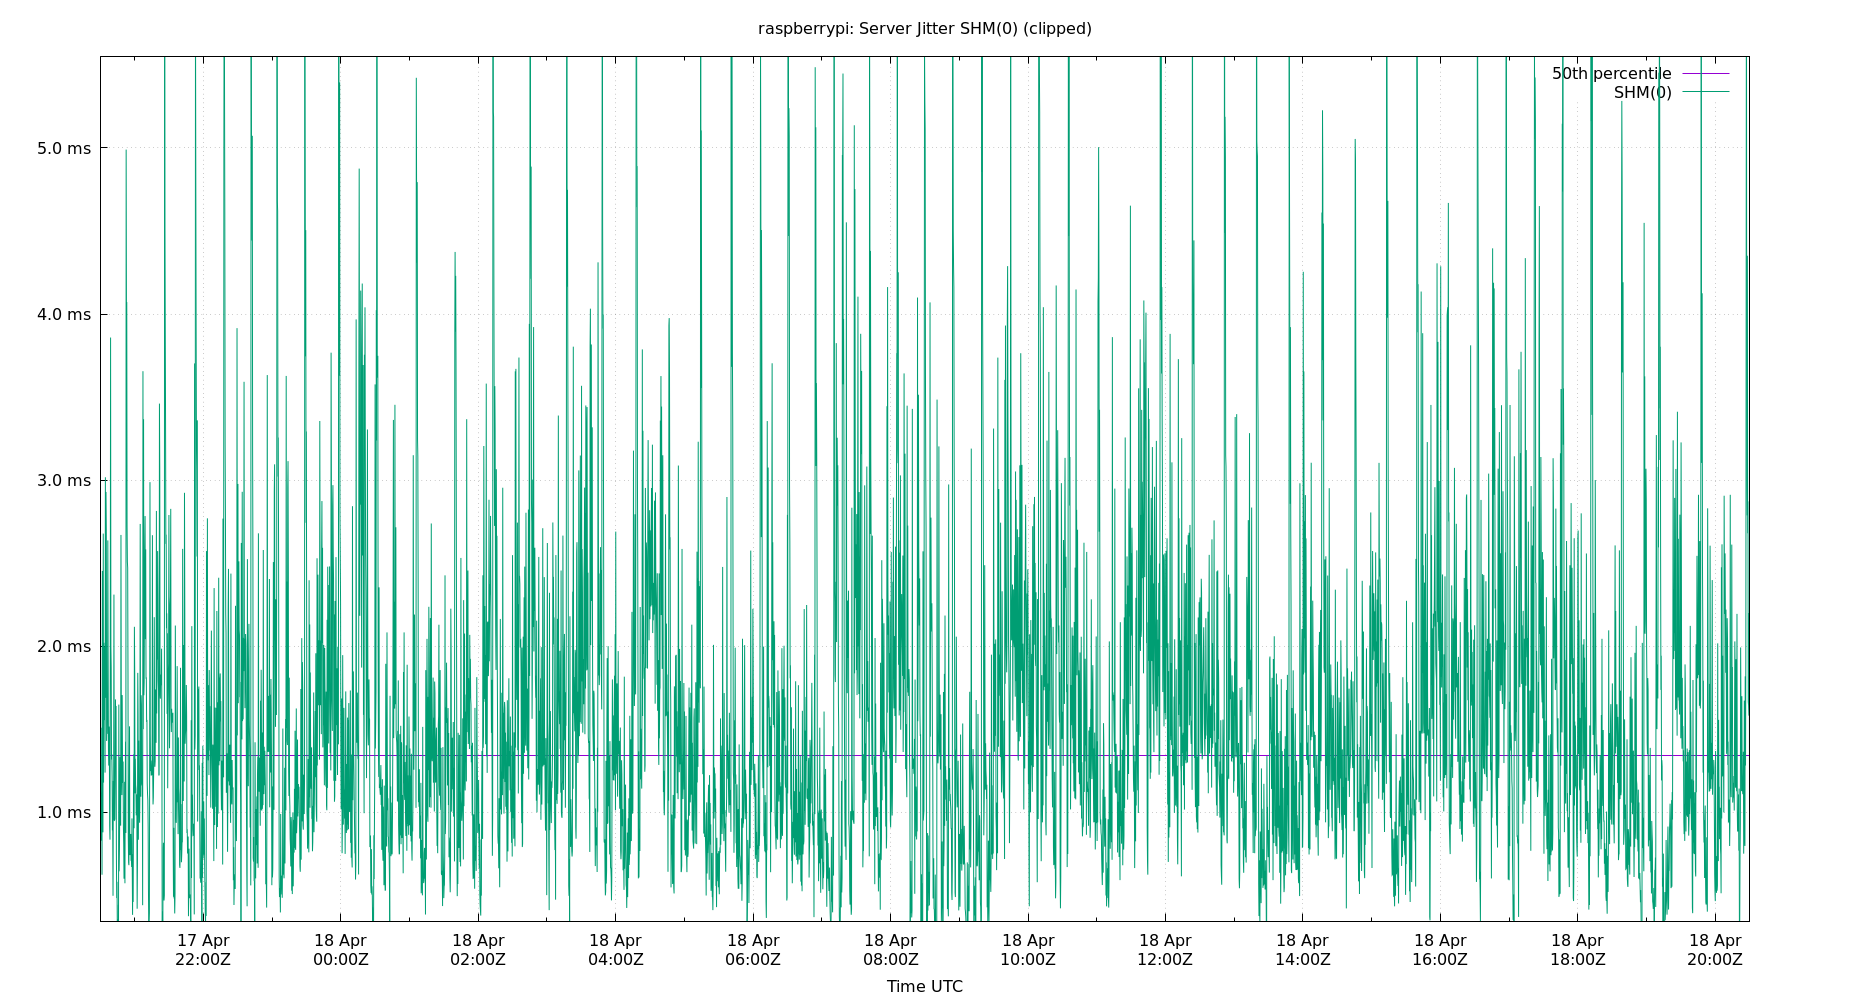 raspberrypi: Server Jitter SHM(0) (clipped)
50th percentile
SHM(0)
5.0 ms
4.0 ms
3.0 ms
2.0 ms
1.0 ms
17 Apr 18 Apr 18 Apr 18 Apr 18 Apr 18 Apr 18 Apr 18 Apr 18 Apr 18 Apr 18 Apr 18 Apr
22:00Z 00:00Z 02:00Z 04:00Z 06:00Z 08:00Z 10:00Z 12:00Z 14:00Z 16:00Z 18:00Z 20:00Z
Time UTC